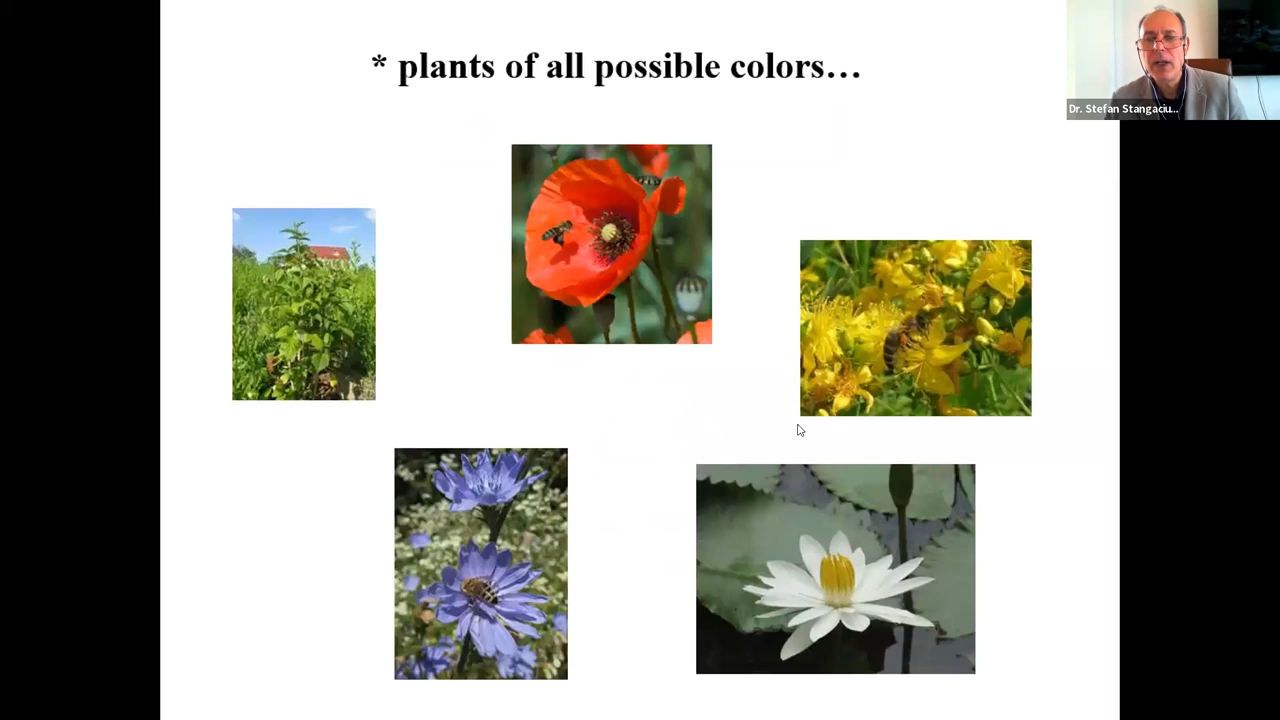 * plants of all possible colors…
Dr. Stefan Stangaciu...